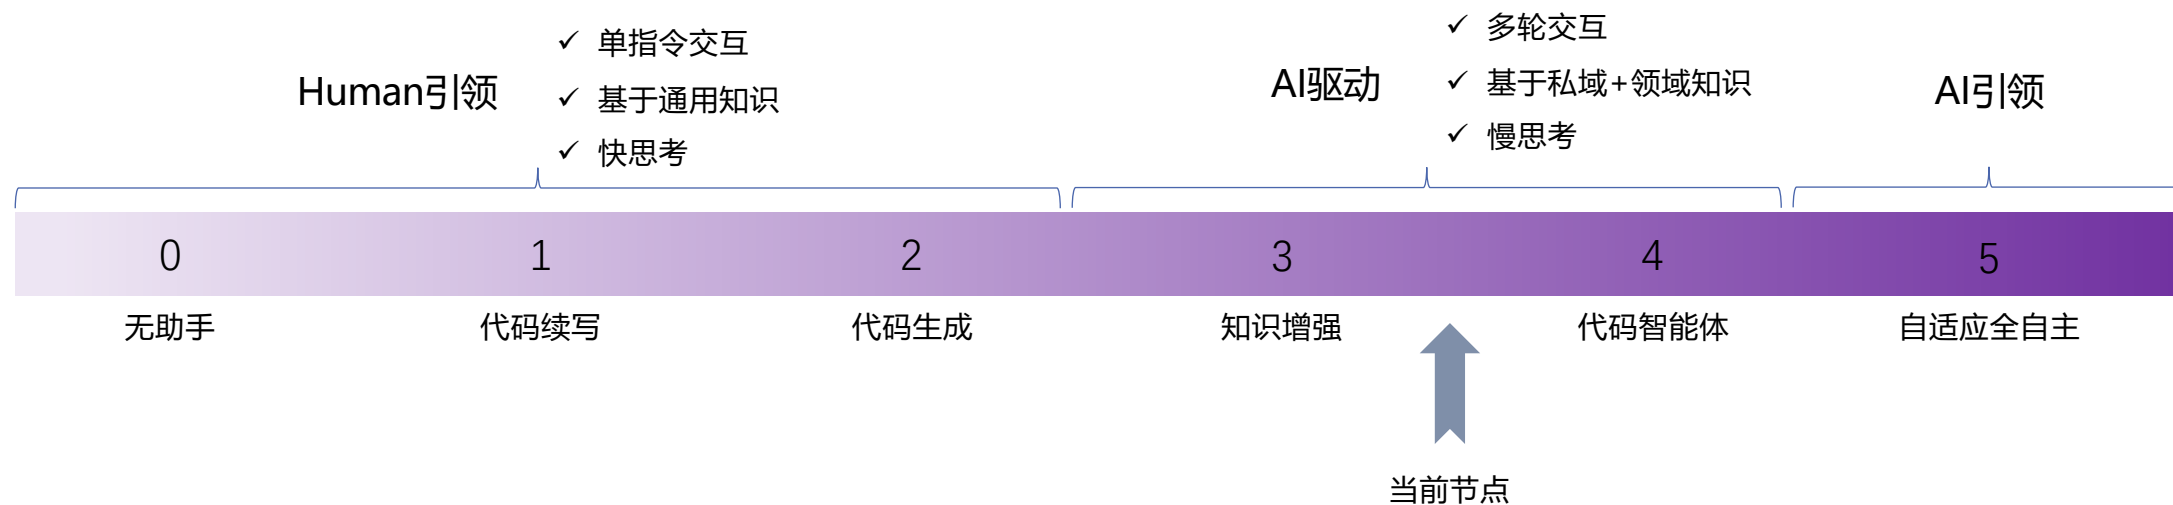 Human引领
单指令交互
基于通用知识
快思考
AI驱动
多轮交互
基于私域+领域知识
慢思考
AI引领
0
1
2
3
4
5
无助手
代码续写
代码生成
知识增强
代码智能体
自适应全自主
当前节点